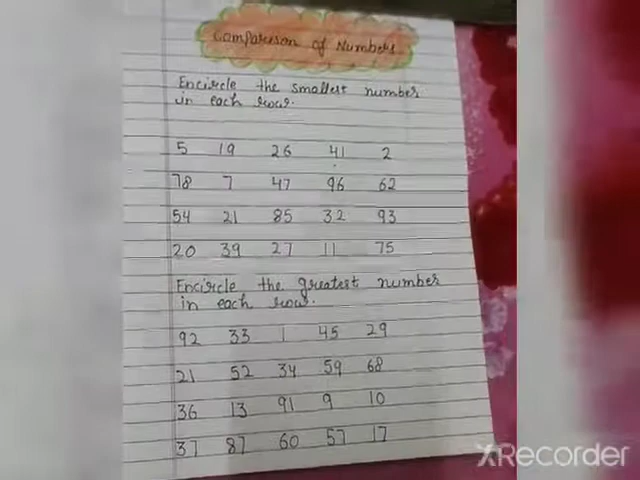 Comparison of Numbers
Encircle the smallest number
in each row.
5 19 26 41 2
78 7 47 96 62
54 21 85 32 93
20 39 27 11 75
Encircle the greatest number
in each row.
92 33 1 45 29
21 52 34 59 68
36 13 91 9 10
37 87 60 57 17
XRecorder